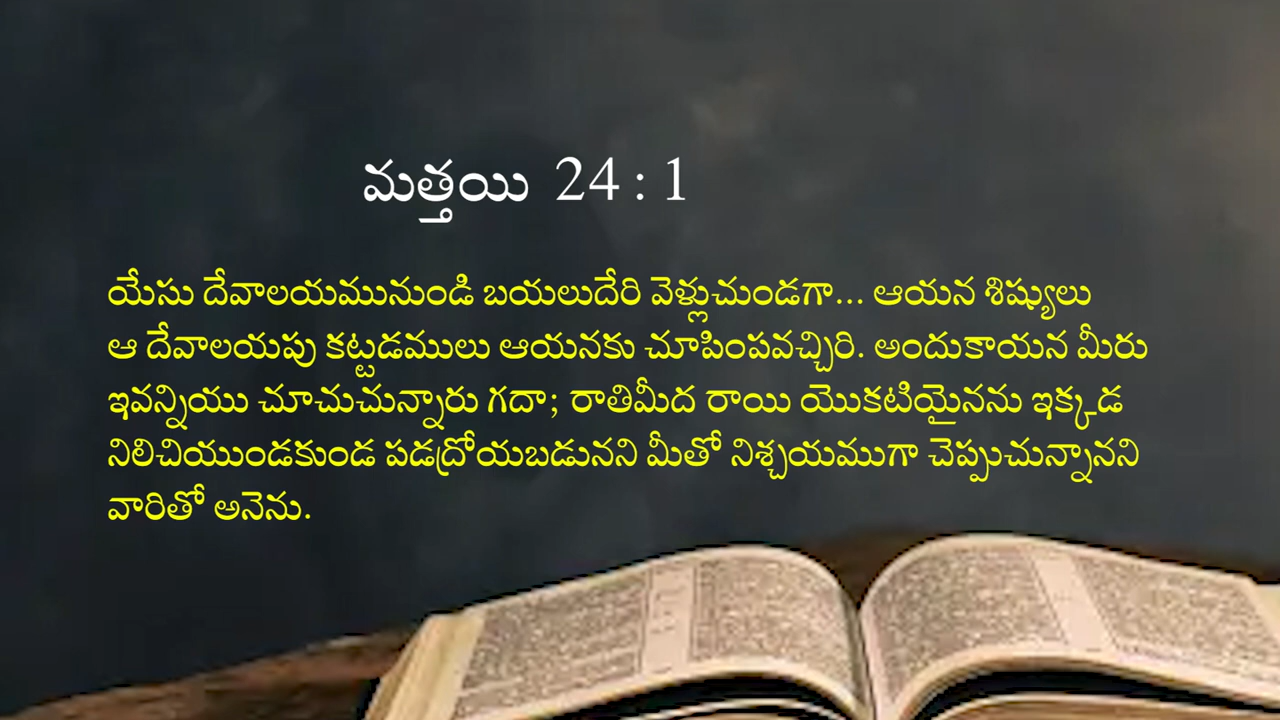 మత్తయి 24 : 1
యేసు దేవాలయమునుండి బయలుదేరి వెళ్లుచుండగా... ఆయన శిష్యులు
ఆ దేవాలయపు కట్టడములు ఆయనకు చూపింపవచ్చిరి. అందుకాయన మీరు
ఇవన్నియు చూచుచున్నారు గదా; రాతిమీద రాయి యొకటియైనను ఇక్కడ
నిలిచియుండకుండ పడద్రోయబడునని మీతో నిశ్చయముగా చెప్పుచున్నానని
వారితో అనెను.